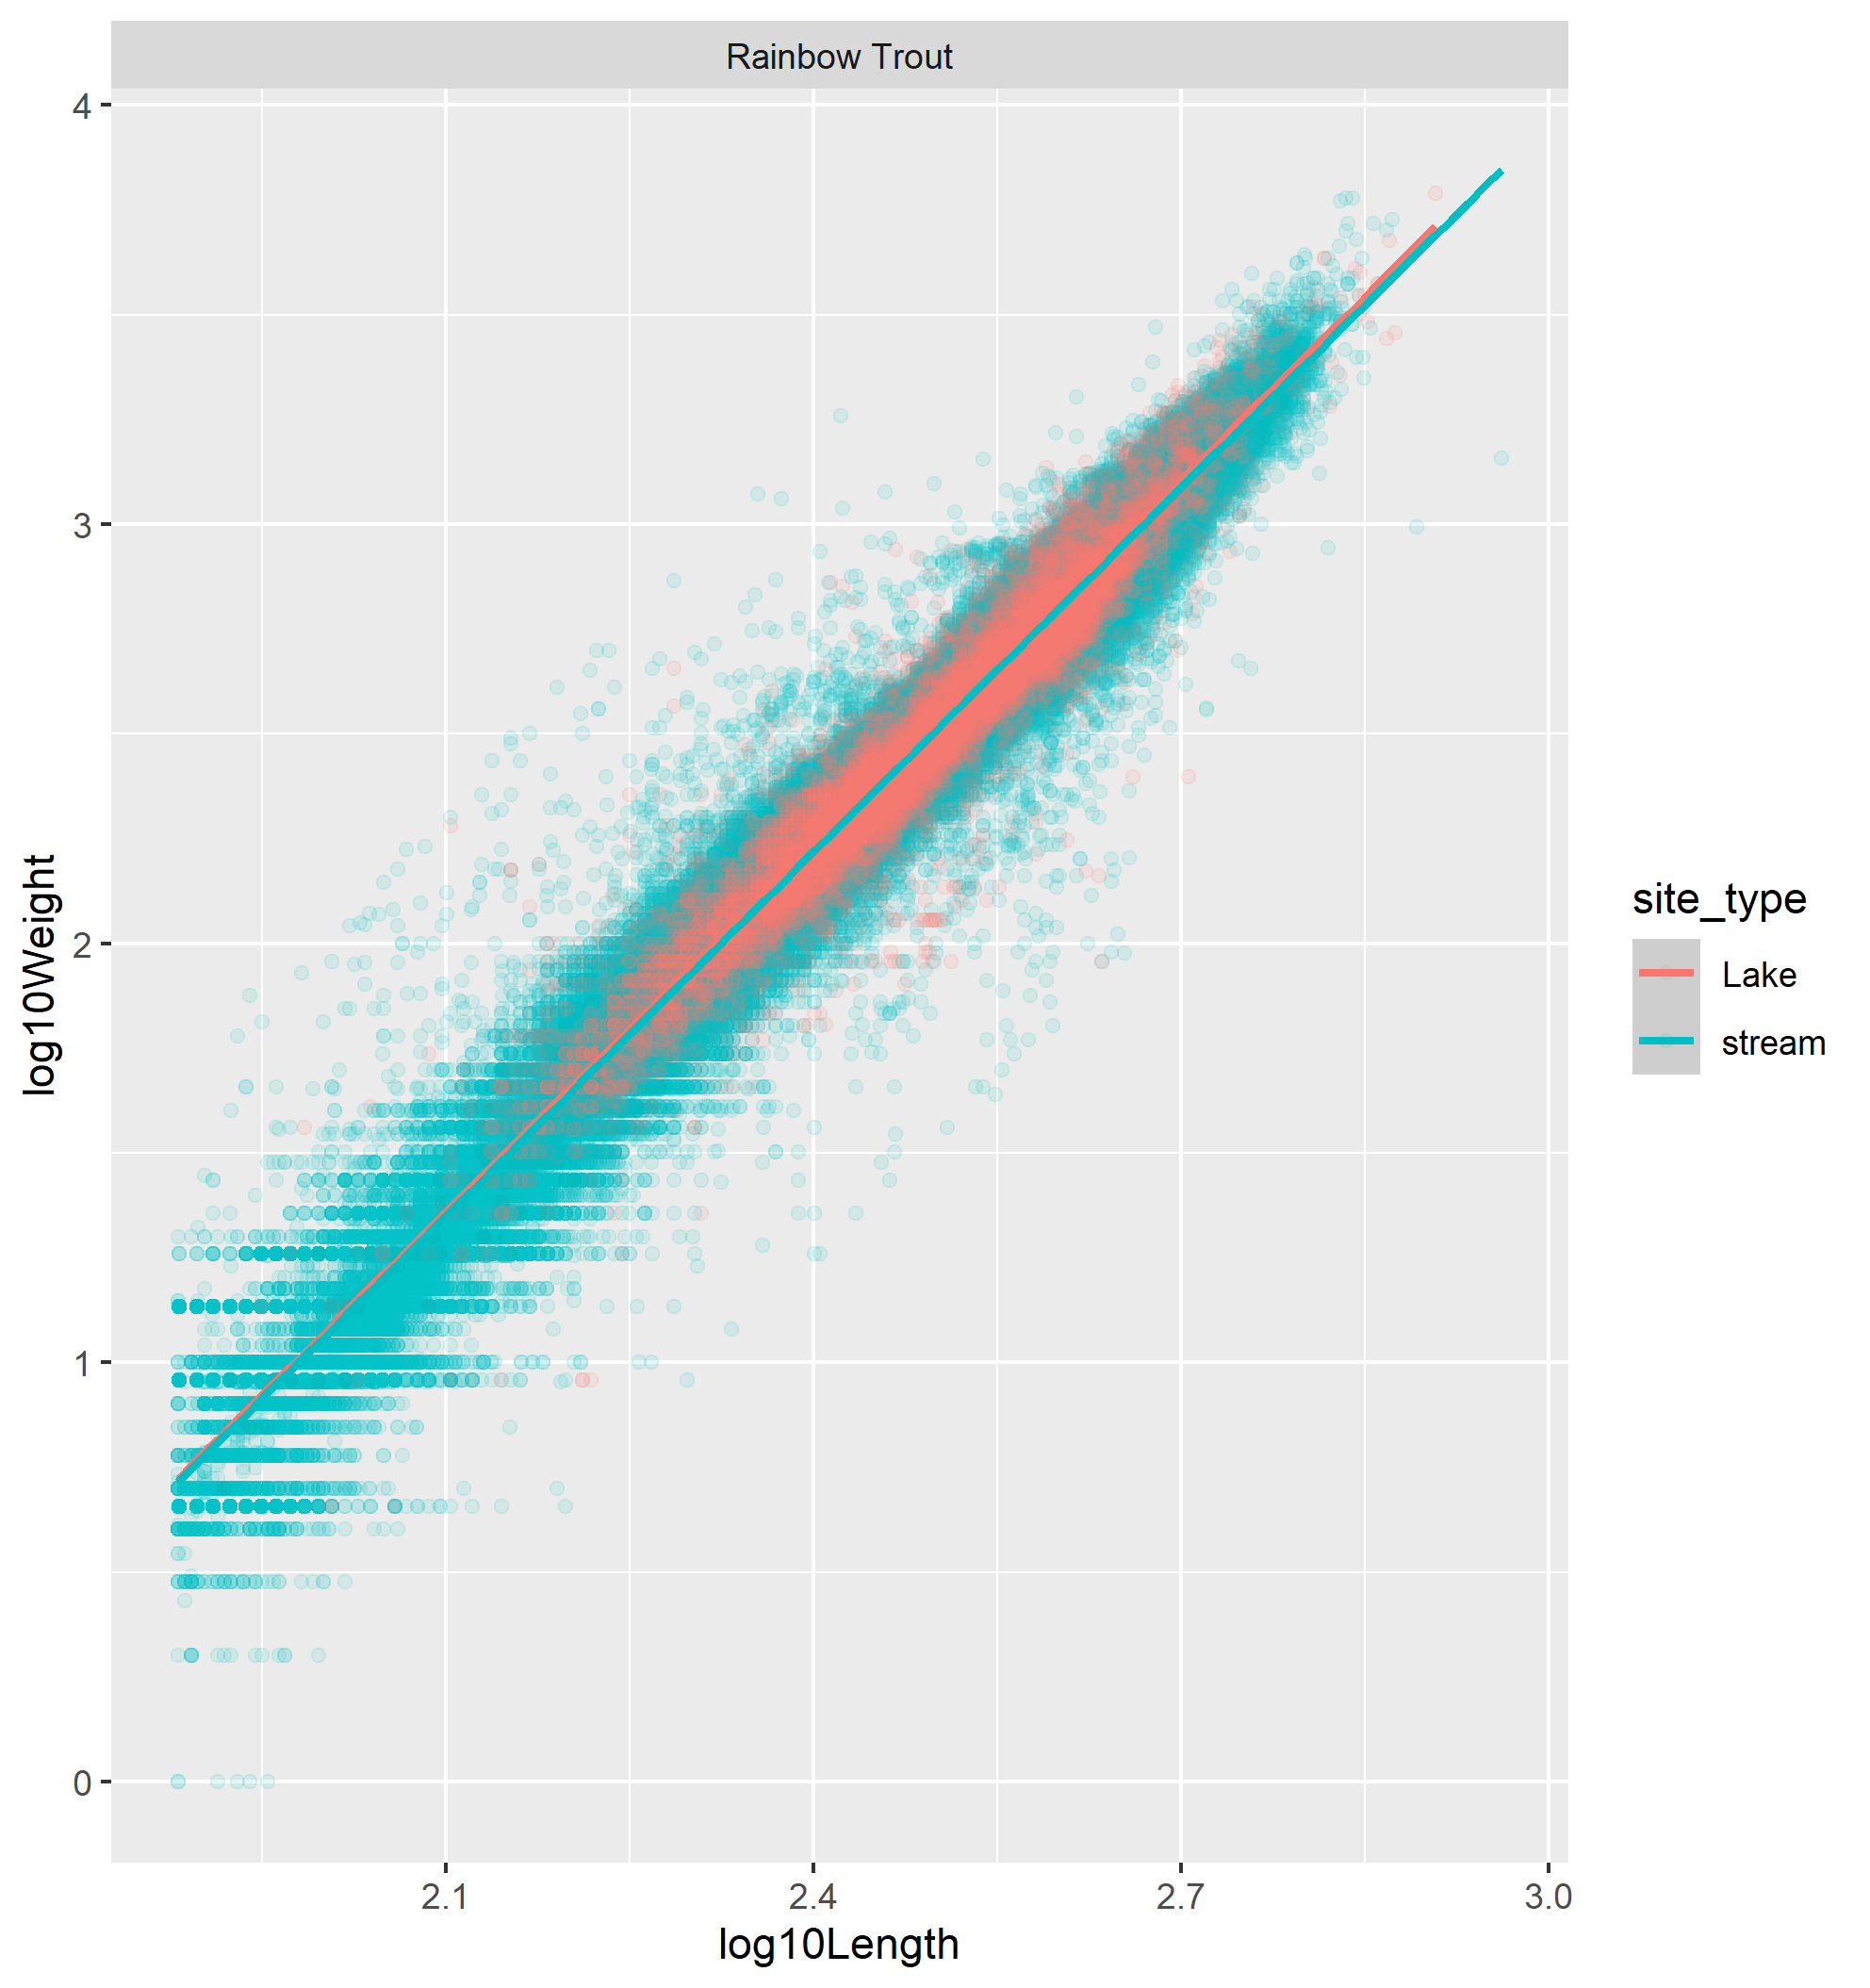 Rainbow Trout
4
3
2
1
0
log10Weight
2.1 2.4 2.7 3.0
log10Length
site_type
Lake
stream